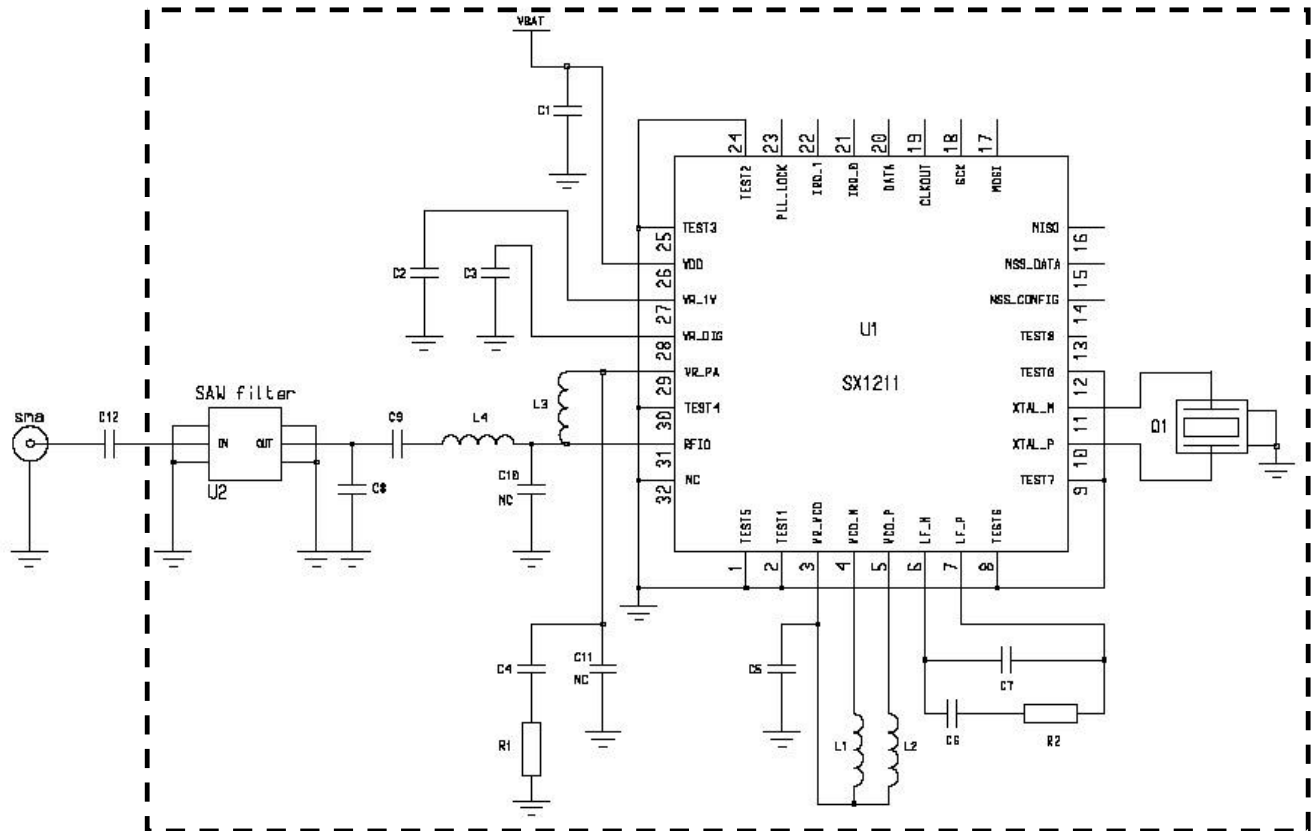 VBAT
C1
24 23 22 21 20 19 18 17
TEST2 PLL_LOCK IRQ_1 IRQ_0 DATA CLKOUT SCK MOSI
TEST3
25
VDD
26
VR_1V
27
VR_DIG
28
VR_PA
29
TEST4
30
RFIO
31
NC
32
MISO
16
NSS_DATA
15
NSS_CONFIG
14
TEST8
13
TEST6
12
XTAL_M
11
XTAL_P
10
TEST7
9
U1
SX1211
C2
C3
SAW filter
sma
C12
IN OUT
U2
C8
C9
L4
L3
C10
NC
Q1
TEST5 TEST1 VR_VCO VCO_M VCO_P LF_M LF_P
1 2 3 4 5 6 7 8
C4
C11
NC
R1
C5
L1
L2
C7
C6
R2